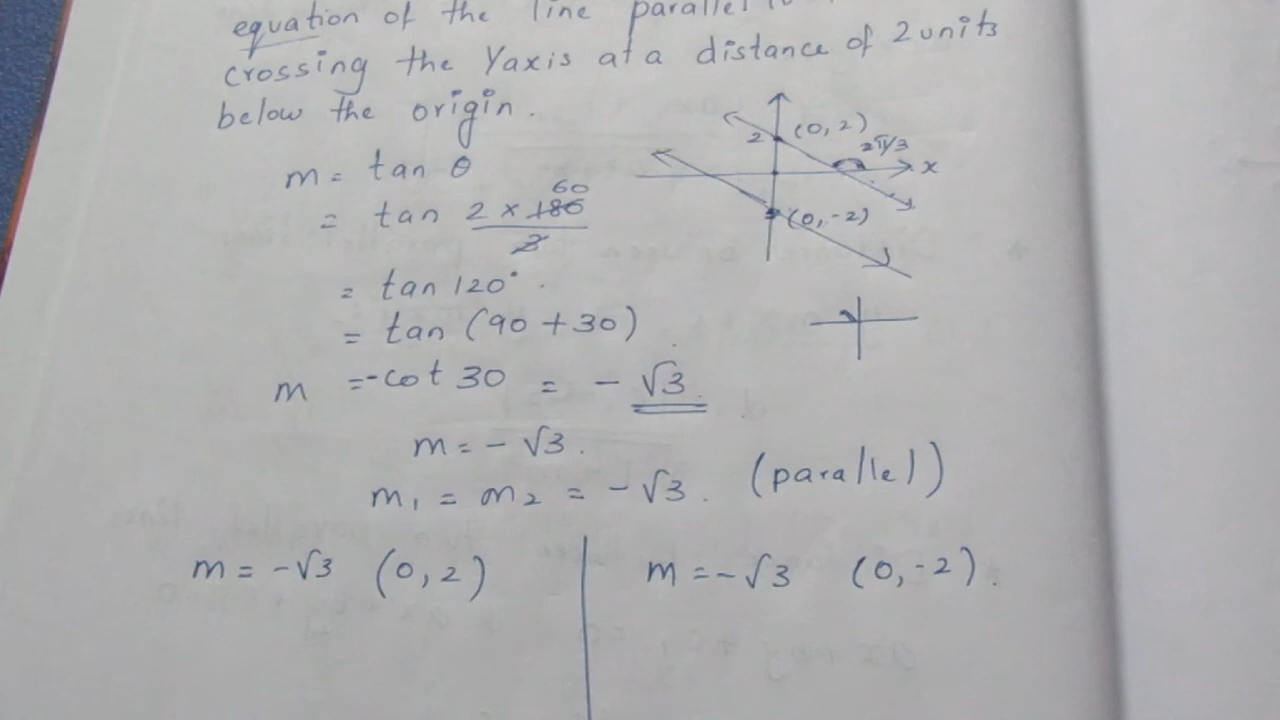 equation of the line parallel
crossing the Yaxis at a distance of 2 units
below the origin.
m = tan θ
= tan 2 × 180/3 60
= tan 120°.
= tan (90 + 30)
m = -cot 30 = - √3.
m = - √3.
m₁ = m₂ = -√3. (parallel)
m = -√3 (0, 2)
m = -√3 (0, -2).
2
(0, 2)
2π/3
x
(0, -2)